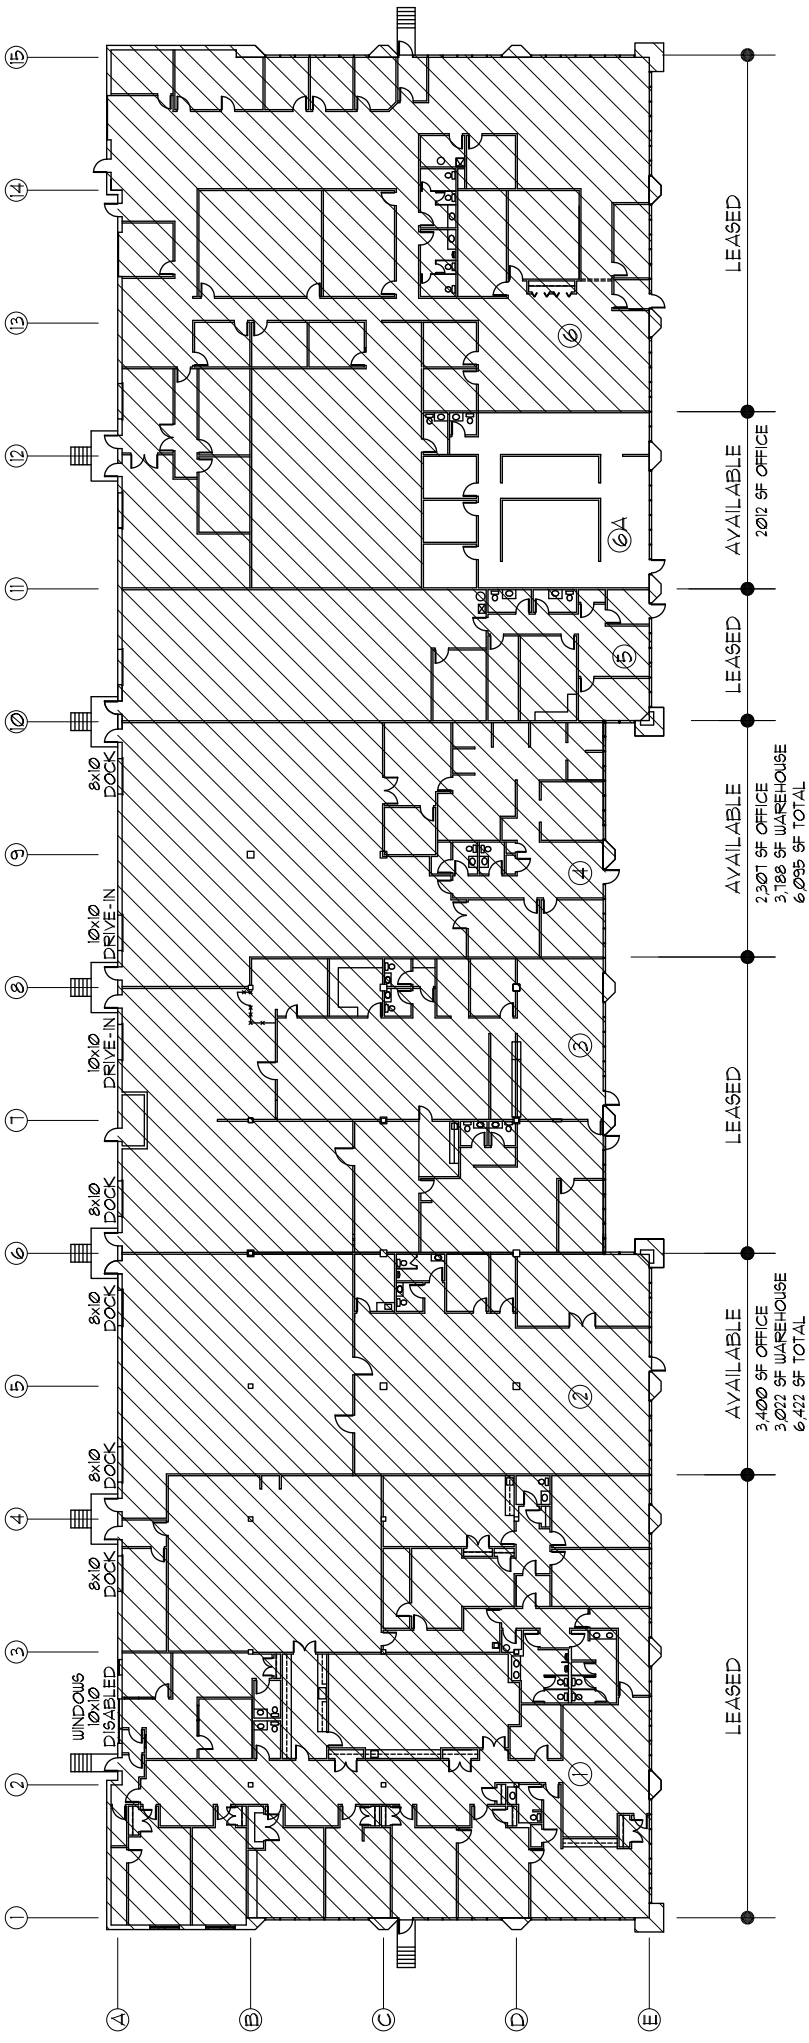 1
2
3
4
5
6
7
8
9
10
11
12
13
14
15
A
B
C
D
E
WINDOWS
10x10
DISABLED
8x10
DOCK
8x10
DOCK
8x10
DOCK
8x10
DOCK
10x10
DRIVE-IN
10x10
DRIVE-IN
8x10
DOCK
1
2
3
4
5
6A
6
LEASED
AVAILABLE
3,400 SF OFFICE
3,022 SF WAREHOUSE
6,422 SF TOTAL
LEASED
AVAILABLE
2,307 SF OFFICE
3,788 SF WAREHOUSE
6,095 SF TOTAL
LEASED
AVAILABLE
2012 SF OFFICE
LEASED